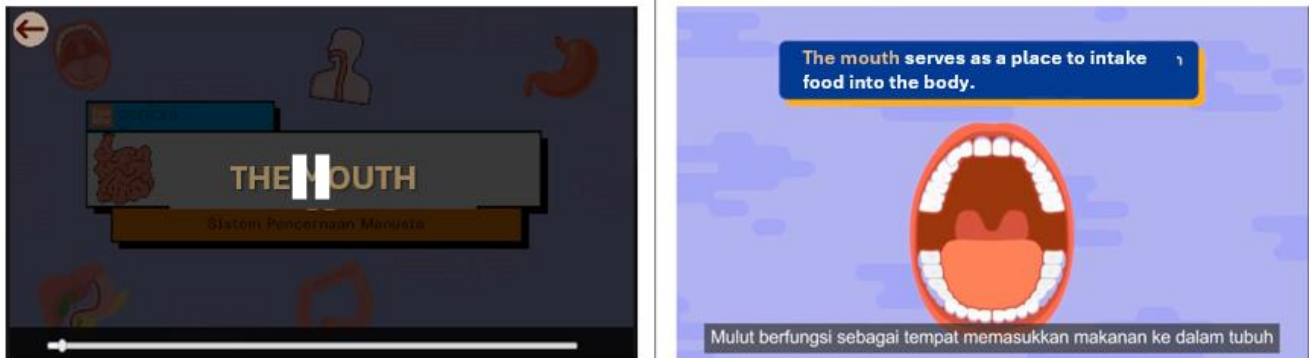 THE MOUTH
Sistem Pencernaan Manusia
The mouth serves as a place to intake
food into the body.
Mulut berfungsi sebagai tempat memasukkan makanan ke dalam tubuh